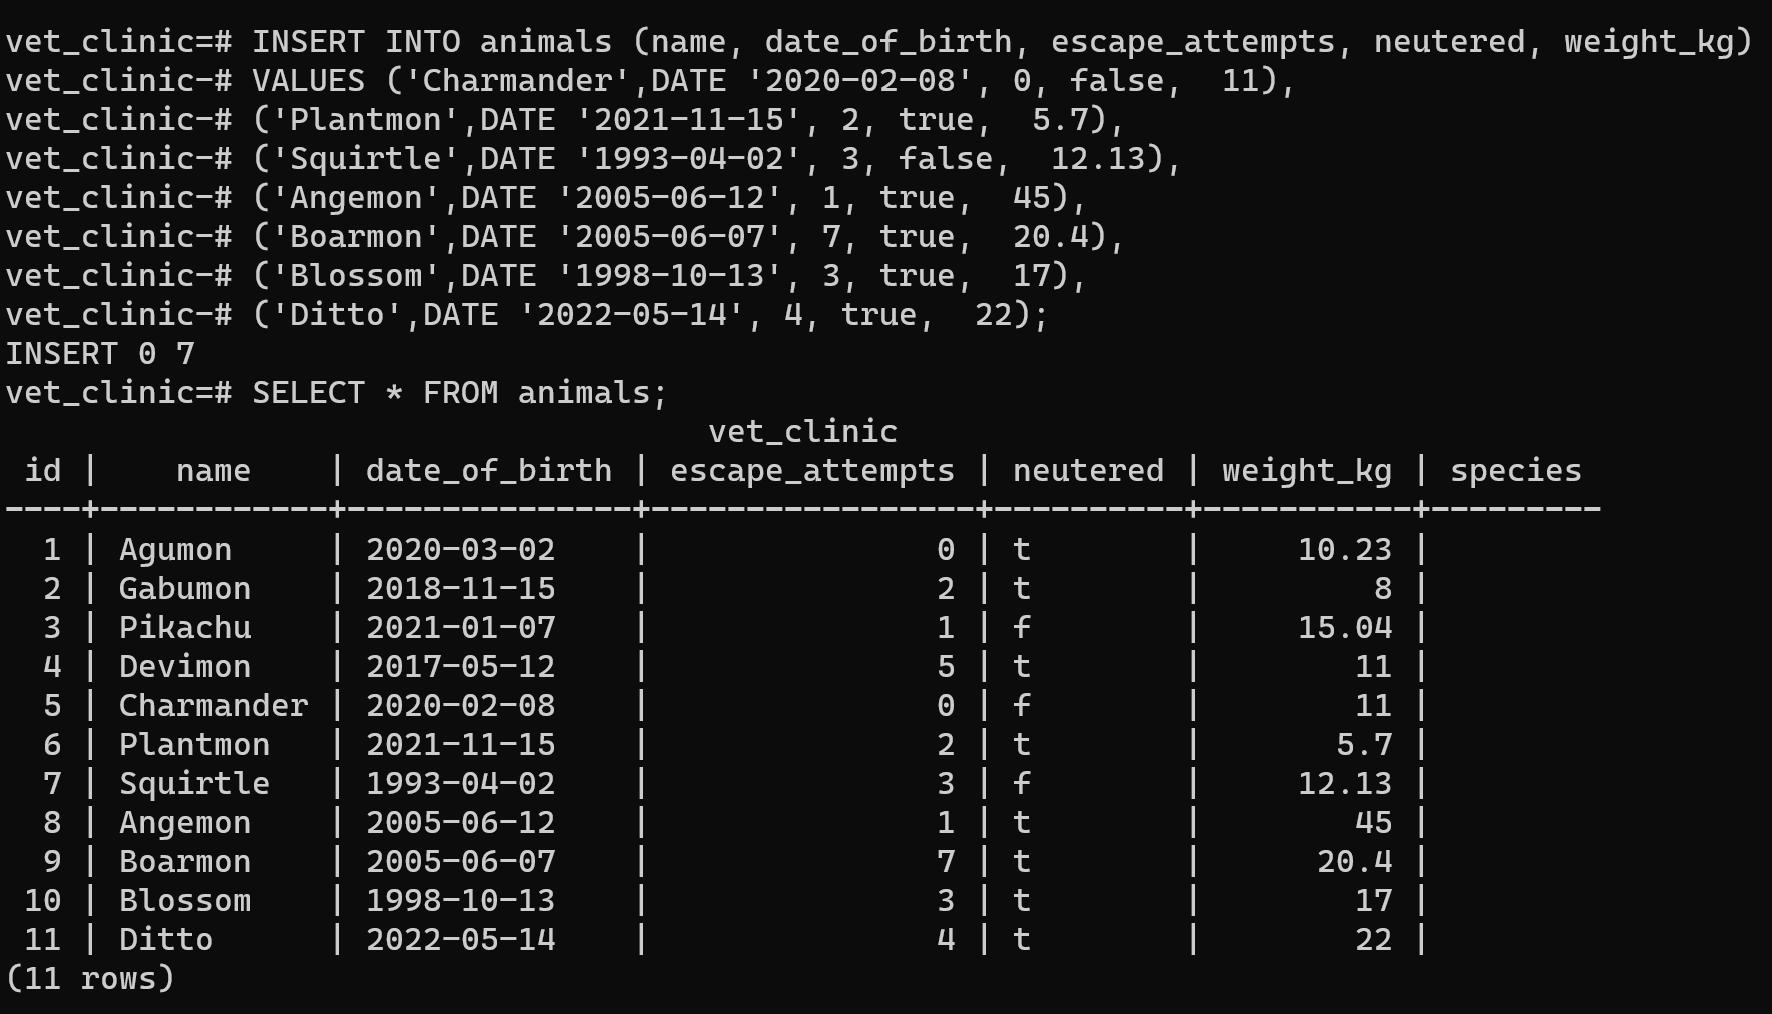 vet_clinic=# INSERT INTO animals (name, date_of_birth, escape_attempts, neutered, weight_kg)
vet_clinic-# VALUES ('Charmander',DATE '2020-02-08', 0, false,  11),
vet_clinic-# ('Plantmon',DATE '2021-11-15', 2, true,  5.7),
vet_clinic-# ('Squirtle',DATE '1993-04-02', 3, false,  12.13),
vet_clinic-# ('Angemon',DATE '2005-06-12', 1, true,  45),
vet_clinic-# ('Boarmon',DATE '2005-06-07', 7, true,  20.4),
vet_clinic-# ('Blossom',DATE '1998-10-13', 3, true,  17),
vet_clinic-# ('Ditto',DATE '2022-05-14', 4, true,  22);
INSERT 0 7
vet_clinic=# SELECT * FROM animals;
                                     vet_clinic
 id |    name    | date_of_birth | escape_attempts | neutered | weight_kg | species
----+------------+---------------+-----------------+----------+-----------+---------
  1 | Agumon     | 2020-03-02    |               0 | t        |     10.23 |
  2 | Gabumon    | 2018-11-15    |               2 | t        |         8 |
  3 | Pikachu    | 2021-01-07    |               1 | f        |     15.04 |
  4 | Devimon    | 2017-05-12    |               5 | t        |        11 |
  5 | Charmander | 2020-02-08    |               0 | f        |        11 |
  6 | Plantmon   | 2021-11-15    |               2 | t        |       5.7 |
  7 | Squirtle   | 1993-04-02    |               3 | f        |     12.13 |
  8 | Angemon    | 2005-06-12    |               1 | t        |        45 |
  9 | Boarmon    | 2005-06-07    |               7 | t        |      20.4 |
 10 | Blossom    | 1998-10-13    |               3 | t        |        17 |
 11 | Ditto      | 2022-05-14    |               4 | t        |        22 |
(11 rows)